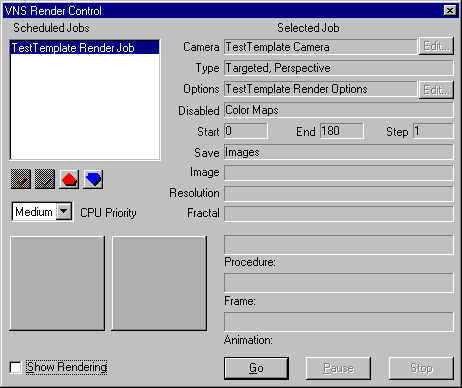 VNS Render Control
Scheduled Jobs
TestTemplate Render Job
Medium
CPU Priority
Show Rendering
Selected Job
Camera TestTemplate Camera Edit...
Type Targeted, Perspective
Options TestTemplate Render Options Edit...
Disabled Color Maps
Start 0 End 180 Step 1
Save Images
Image
Resolution
Fractal
Procedure:
Frame:
Animation:
Go Pause Stop